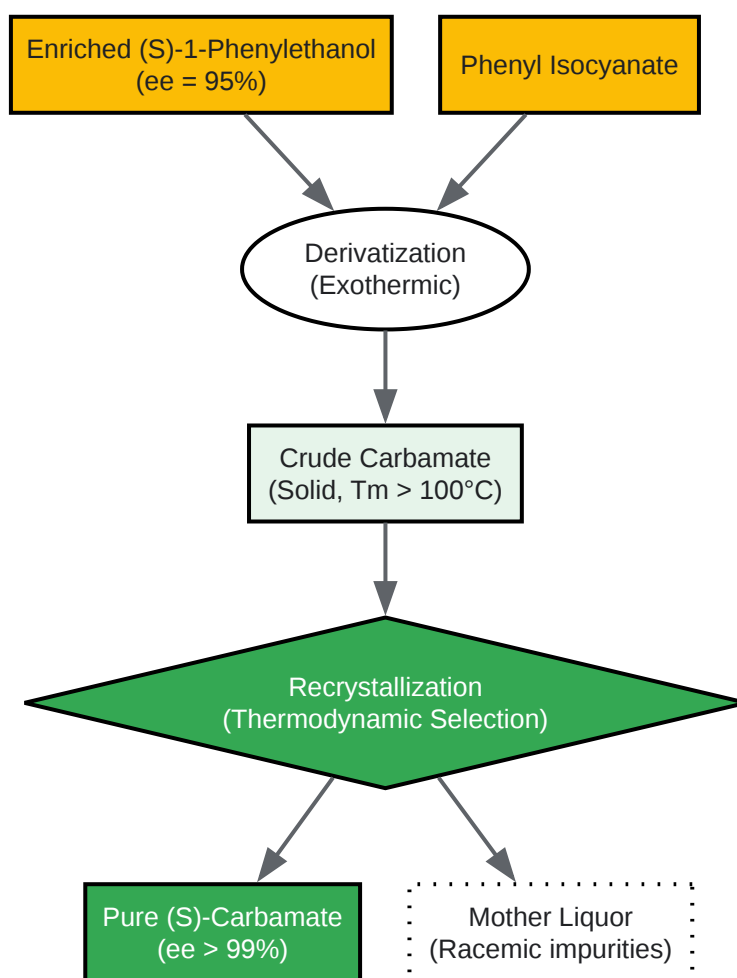 Enriched (S)-1-Phenylethanol
(ee = 95%)
Phenyl Isocyanate
Derivatization
(Exothermic)
Crude Carbamate
(Solid, Tm > 100°C)
Recrystallization
(Thermodynamic Selection)
Pure (S)-Carbamate
(ee > 99%)
Mother Liquor
(Racemic impurities)